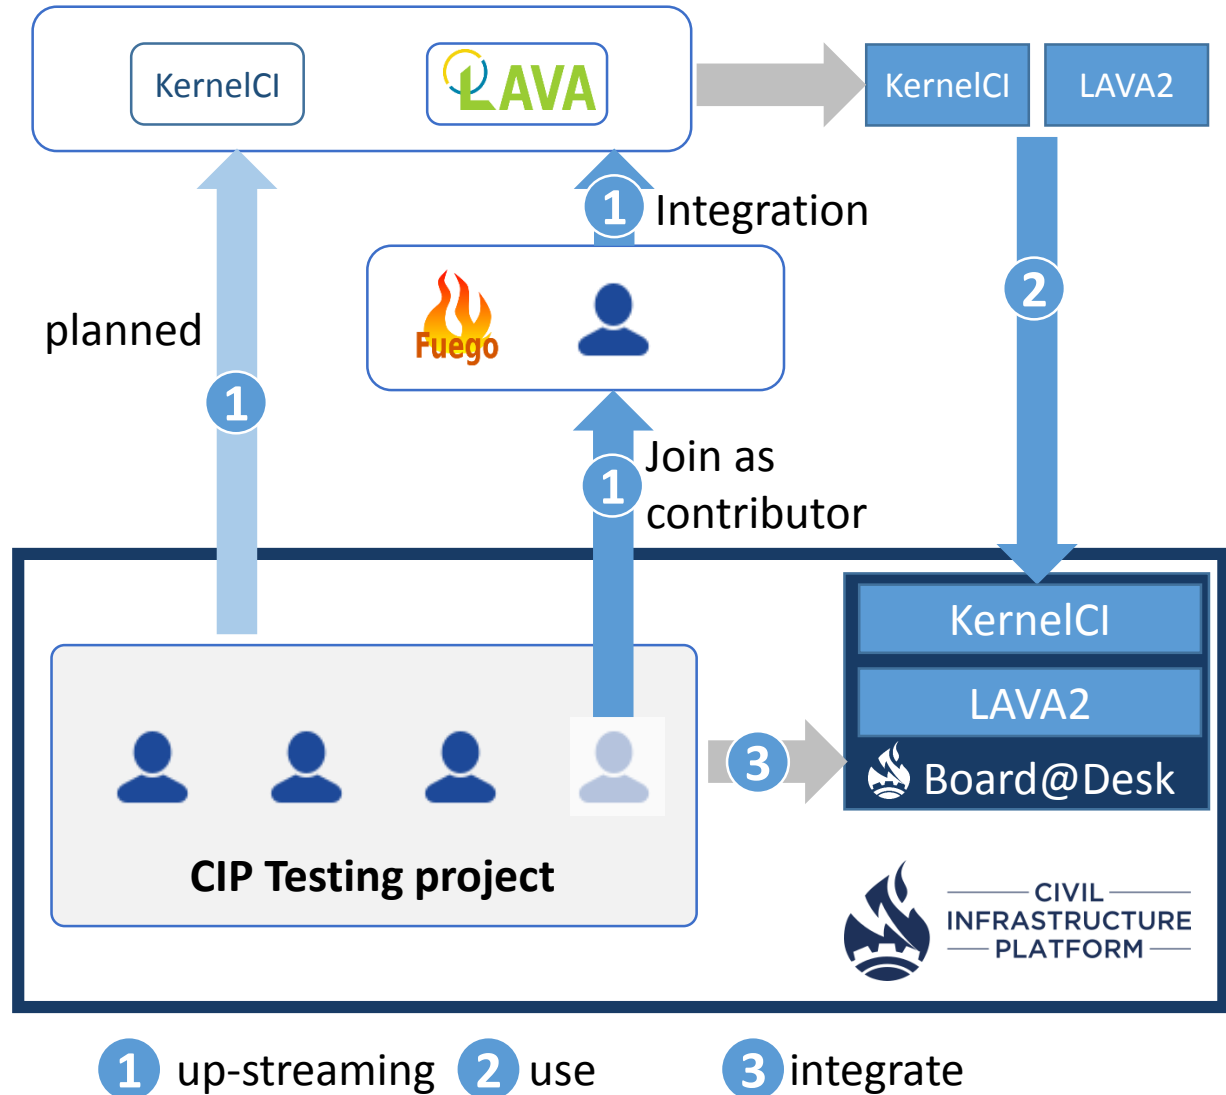 KernelCI
LAVA
KernelCI
LAVA2
1
Integration
2
Fuego
planned
1
Join as
1
contributor
KernelCI
LAVA2
3
Board@Desk
CIP Testing project
CIVIL
INFRASTRUCTURE
PLATFORM
1 up-streaming
2 use
3 integrate